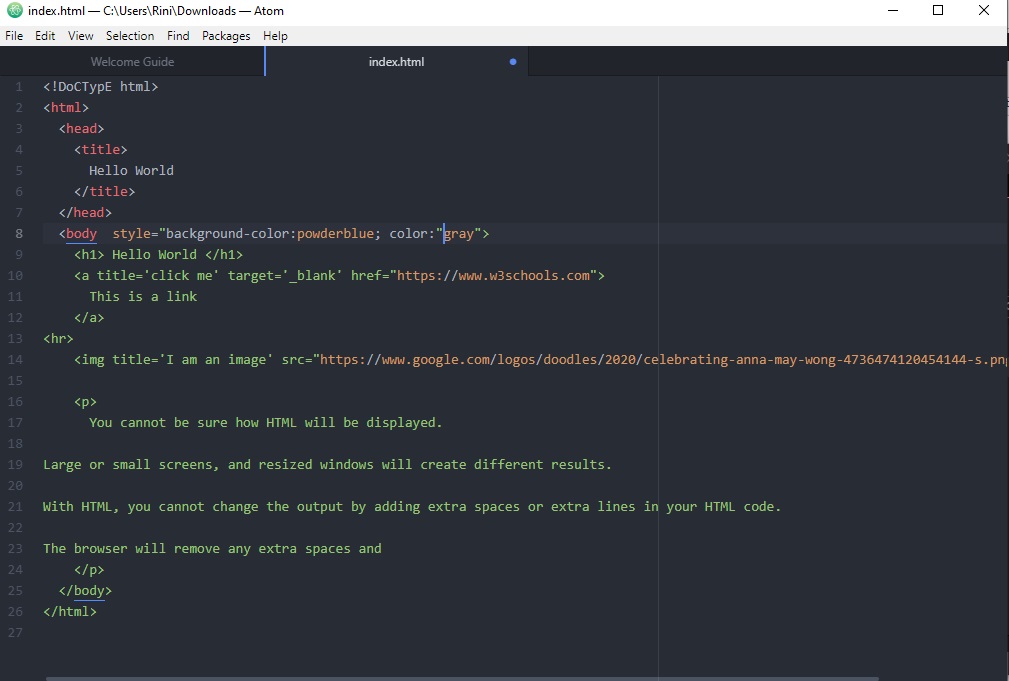 index.html — C:\Users\Rini\Downloads — Atom
File Edit View Selection Find Packages Help
Welcome Guide index.html
1 <!DoCTypE html>
2 <html>
3 <head>
4 <title>
5 Hello World
6 </title>
7 </head>
8 <body  style="background-color:powderblue; color:"gray">
9 <h1> Hello World </h1>
10 <a title='click me' target='_blank' href="https://www.w3schools.com">
11 This is a link
12 </a>
13 <hr>
14 <img title='I am an image' src="https://www.google.com/logos/doodles/2020/celebrating-anna-may-wong-4736474120454144-s.pn
15
16 <p>
17 You cannot be sure how HTML will be displayed.
18
19 Large or small screens, and resized windows will create different results.
20
21 With HTML, you cannot change the output by adding extra spaces or extra lines in your HTML code.
22
23 The browser will remove any extra spaces and
24 </p>
25 </body>
26 </html>
27